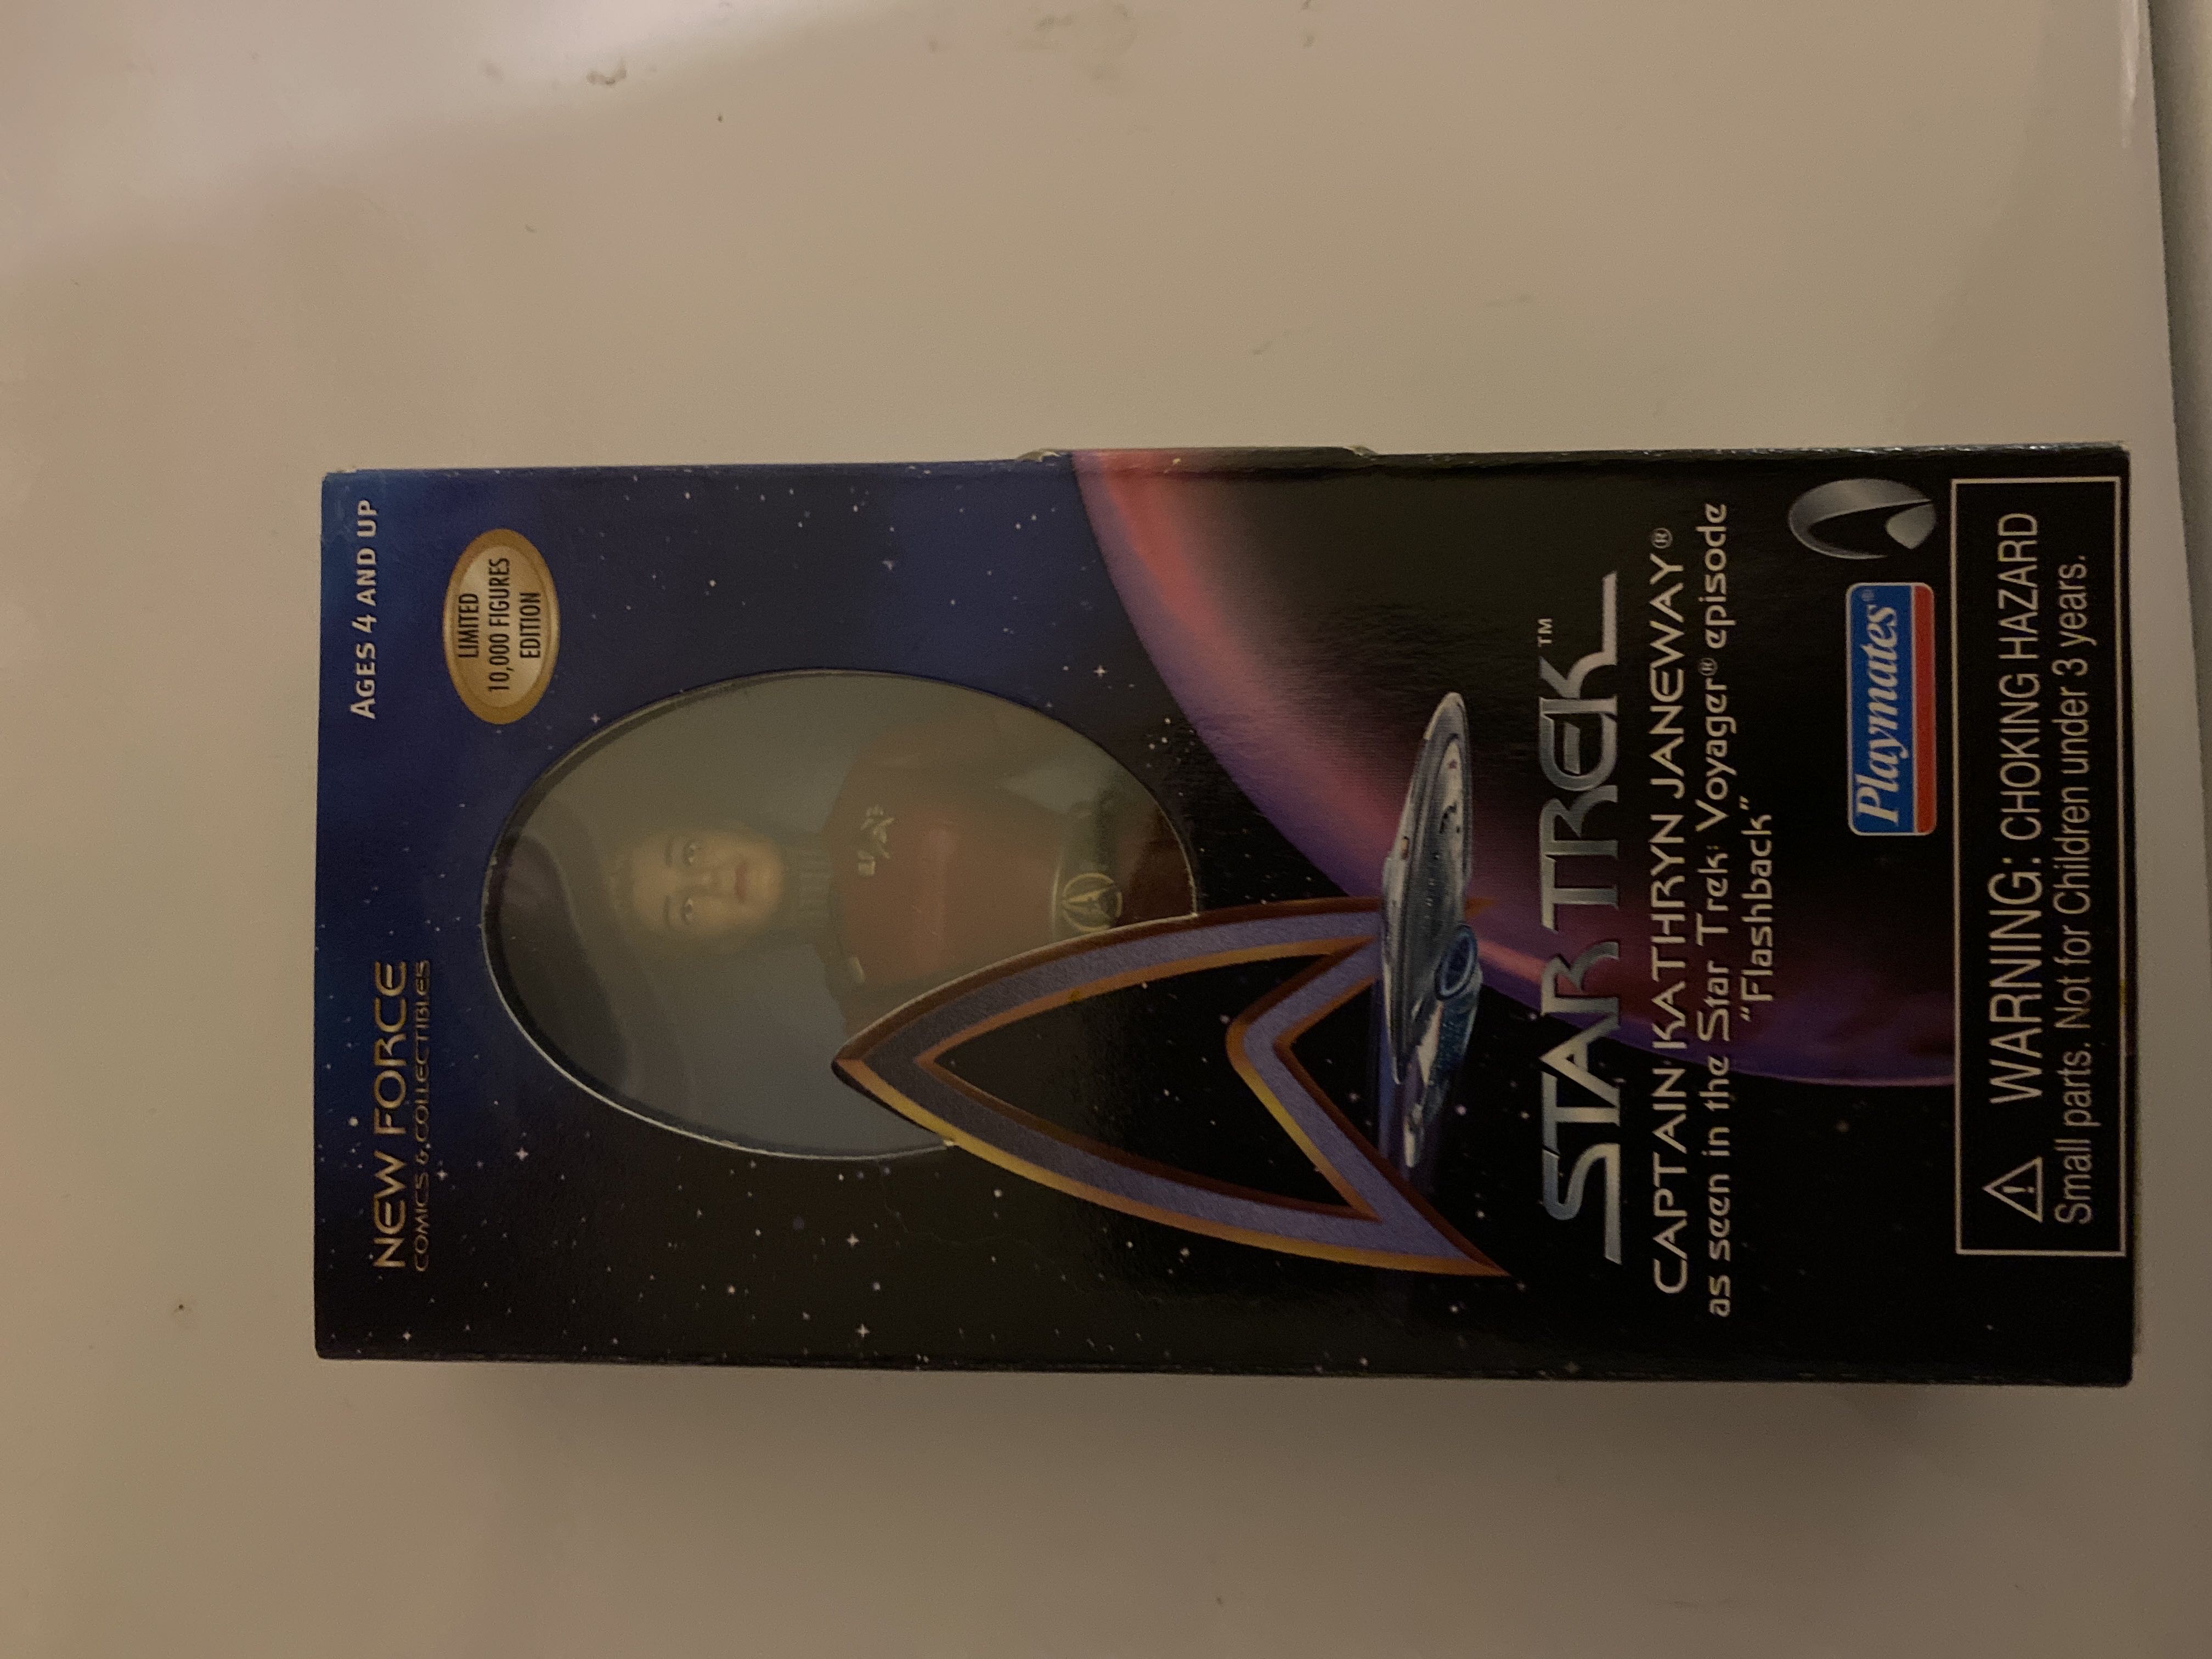 AGES 4 AND UP
NEW FORCE
COMICS & COLLECTIBLES
LIMITED
10,000 FIGURES
EDITION
STAR TREK™
CAPTAIN KATHRYN JANEWAY®
as seen in the Star Trek: Voyager® episode
"Flashback"
Playmates®
⚠ WARNING: CHOKING HAZARD
Small parts. Not for Children under 3 years.